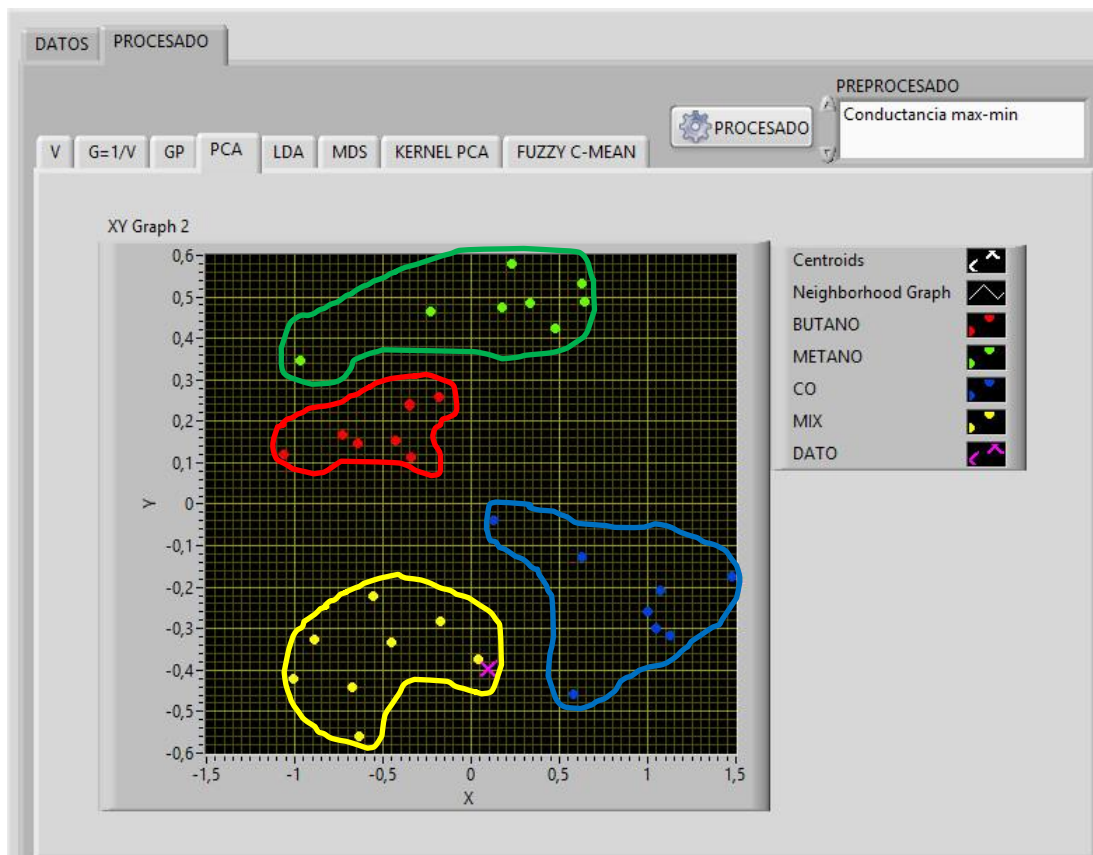 DATOS
PROCESADO
PREPROCESADO
PROCESADO
Conductancia max-min
V
G=1/V
GP
PCA
LDA
MDS
KERNEL PCA
FUZZY C-MEAN
XY Graph 2
0,6
0,5
0,4
0,3
0,2
0,1
0
-0,1
-0,2
-0,3
-0,4
-0,5
-0,6
Y
-1,5
-1
-0,5
0
0,5
1
1,5
X
Centroids
Neighborhood Graph
BUTANO
METANO
CO
MIX
DATO